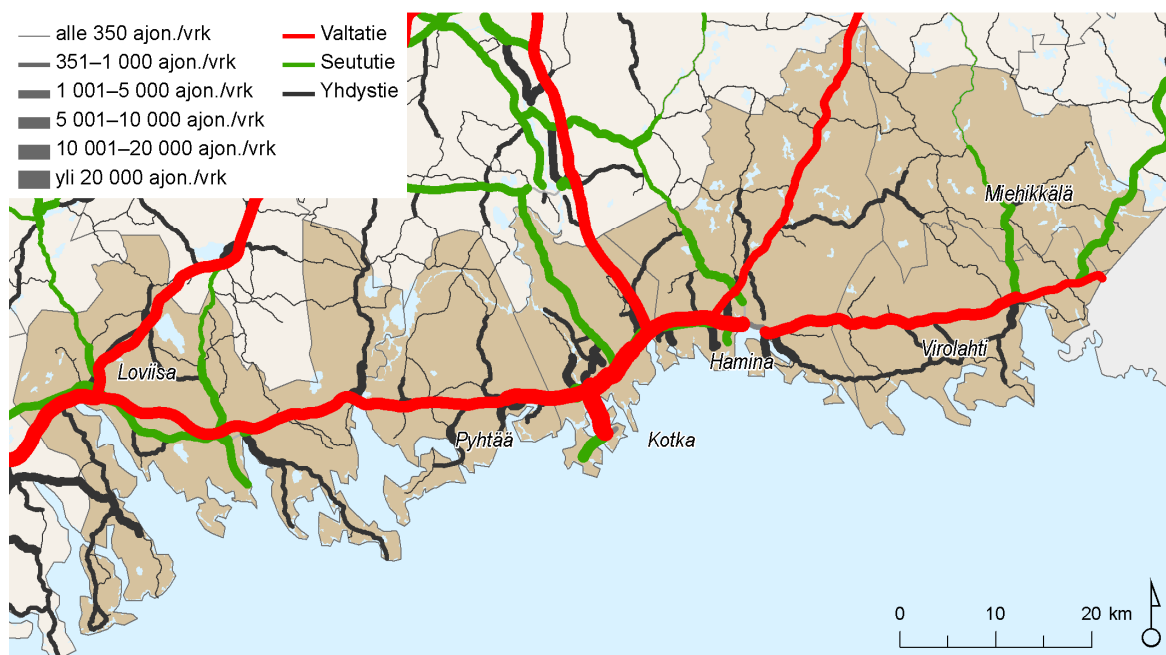 alle 350 ajon./vrk
351–1 000 ajon./vrk
1 001–5 000 ajon./vrk
5 001–10 000 ajon./vrk
10 001–20 000 ajon./vrk
yli 20 000 ajon./vrk
Valtatie
Seututie
Yhdystie
Miehikkälä
Virolahti
Hamina
Loviisa
Pyhtää
Kotka
0 10 20 km